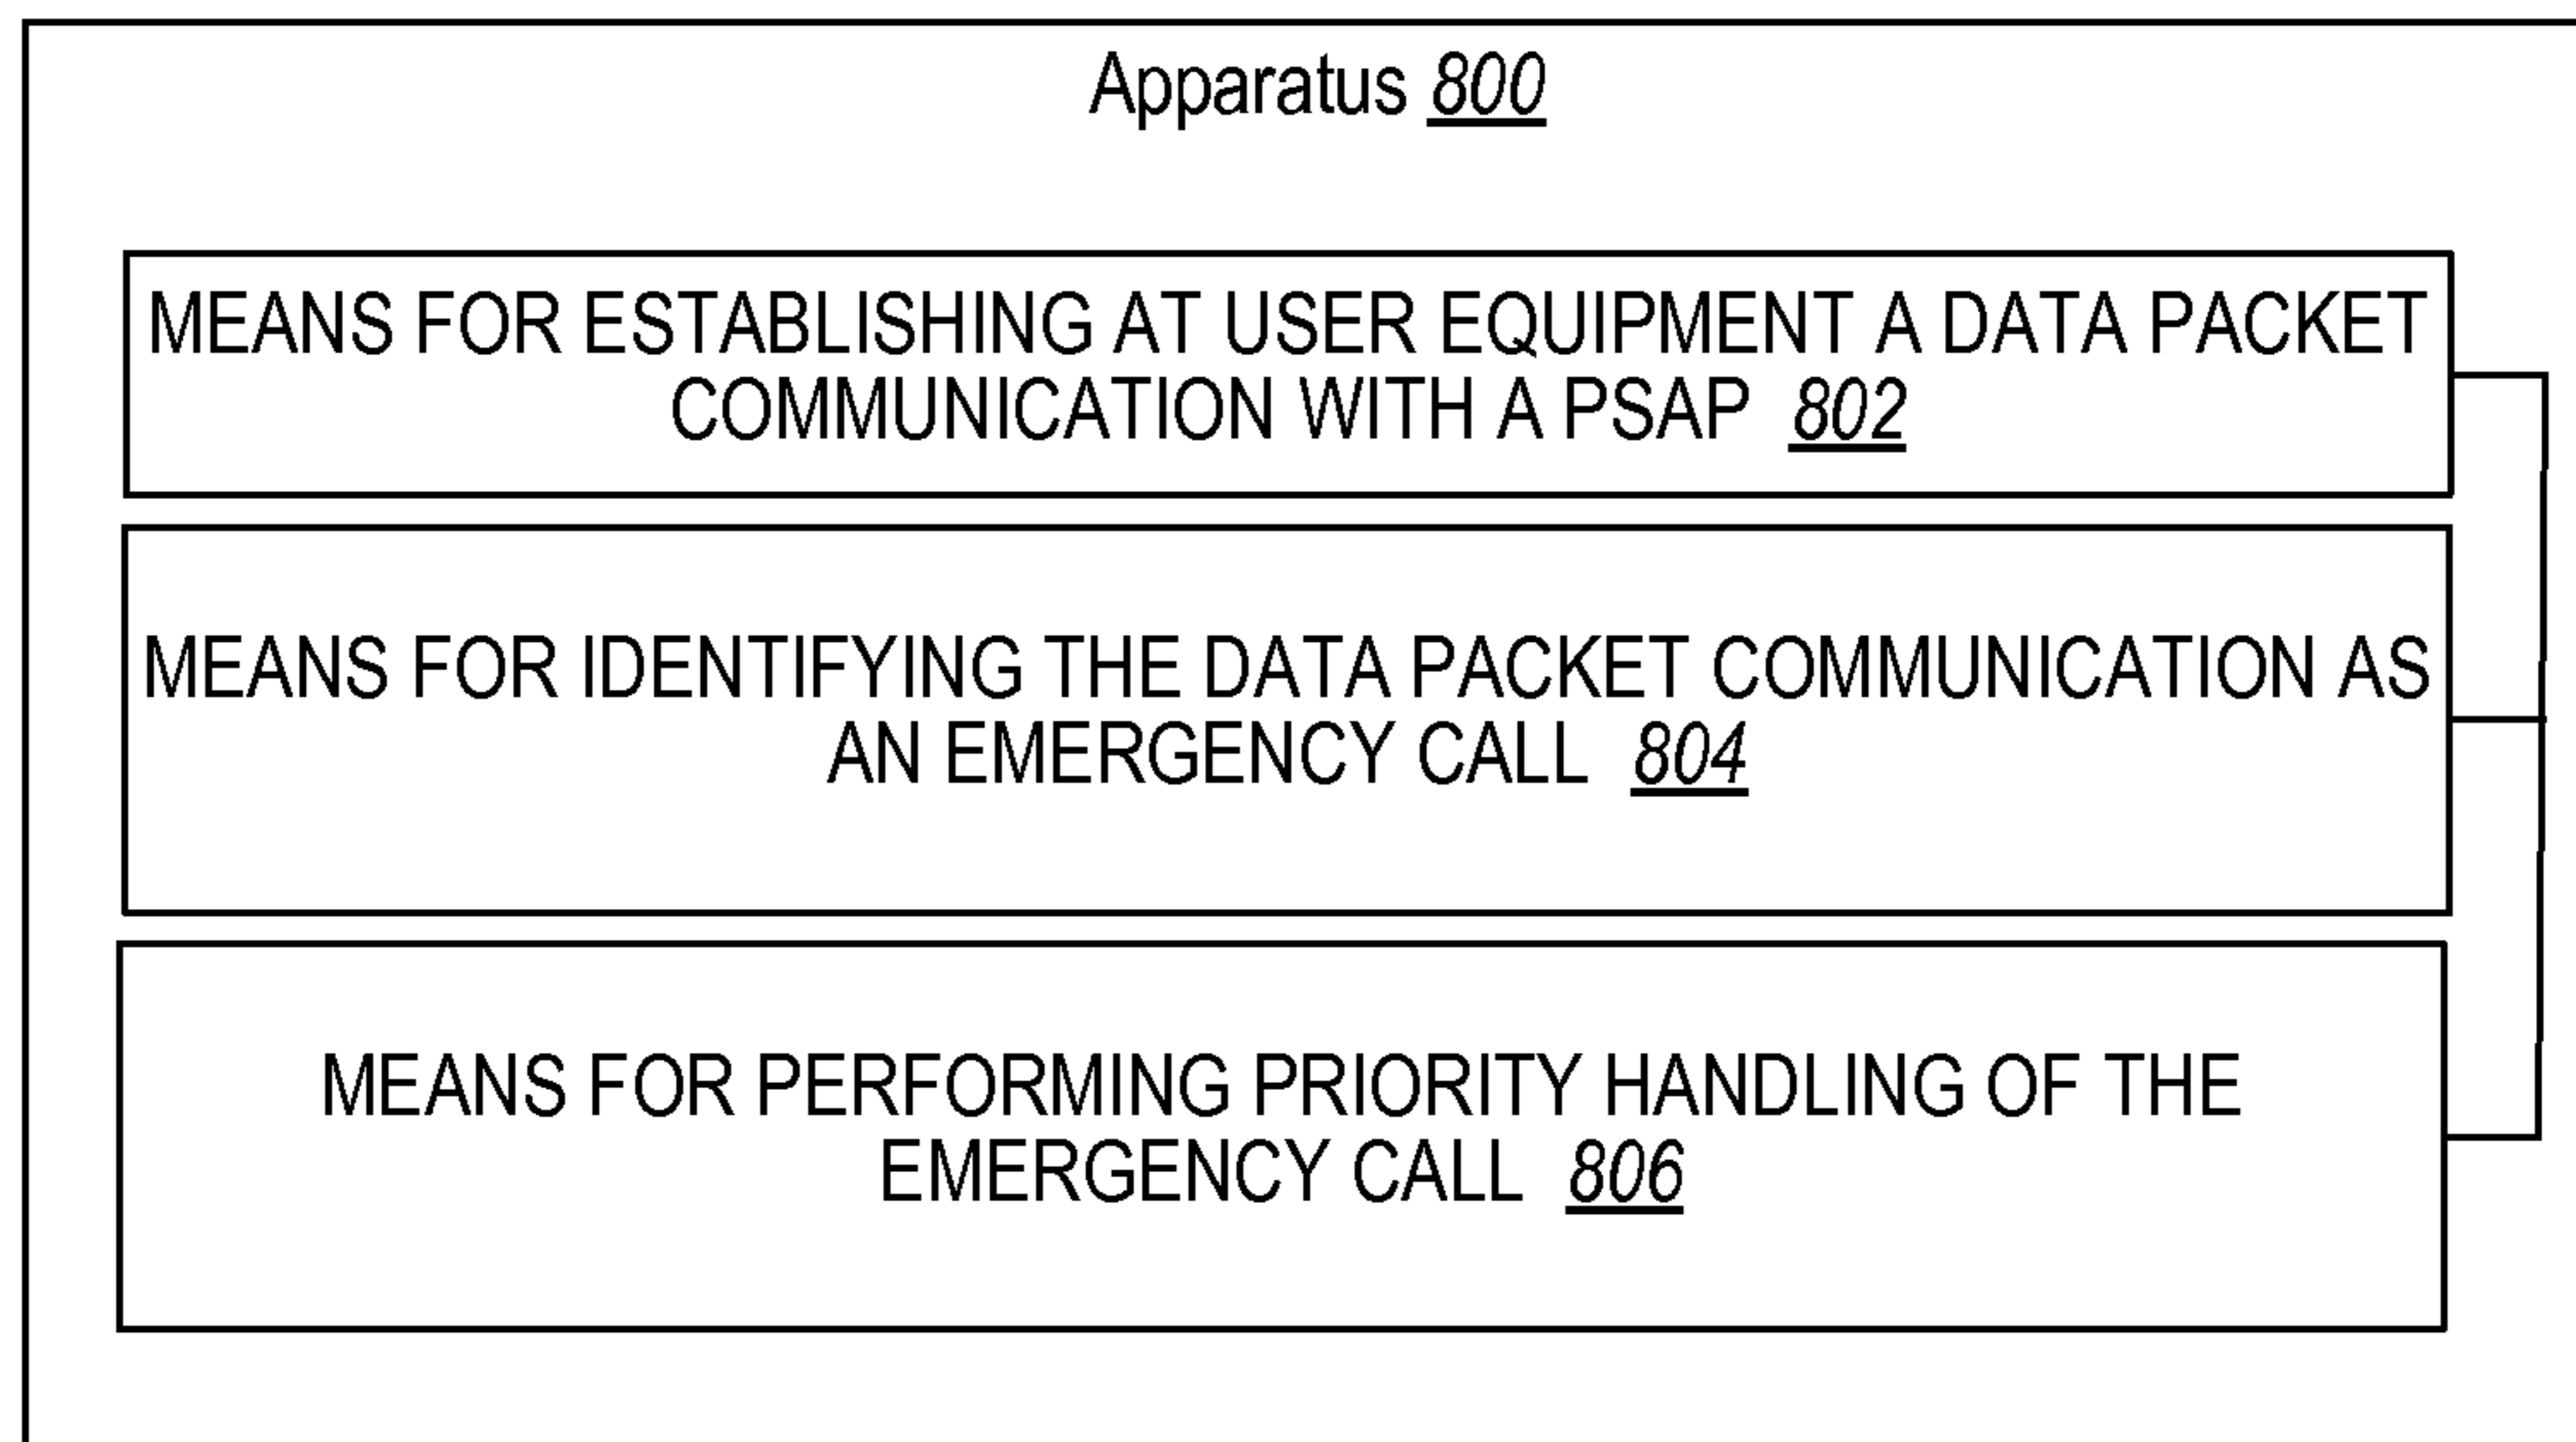 Apparatus 800
MEANS FOR ESTABLISHING AT USER EQUIPMENT A DATA PACKET
COMMUNICATION WITH A PSAP 802
MEANS FOR IDENTIFYING THE DATA PACKET COMMUNICATION AS
AN EMERGENCY CALL 804
MEANS FOR PERFORMING PRIORITY HANDLING OF THE
EMERGENCY CALL 806